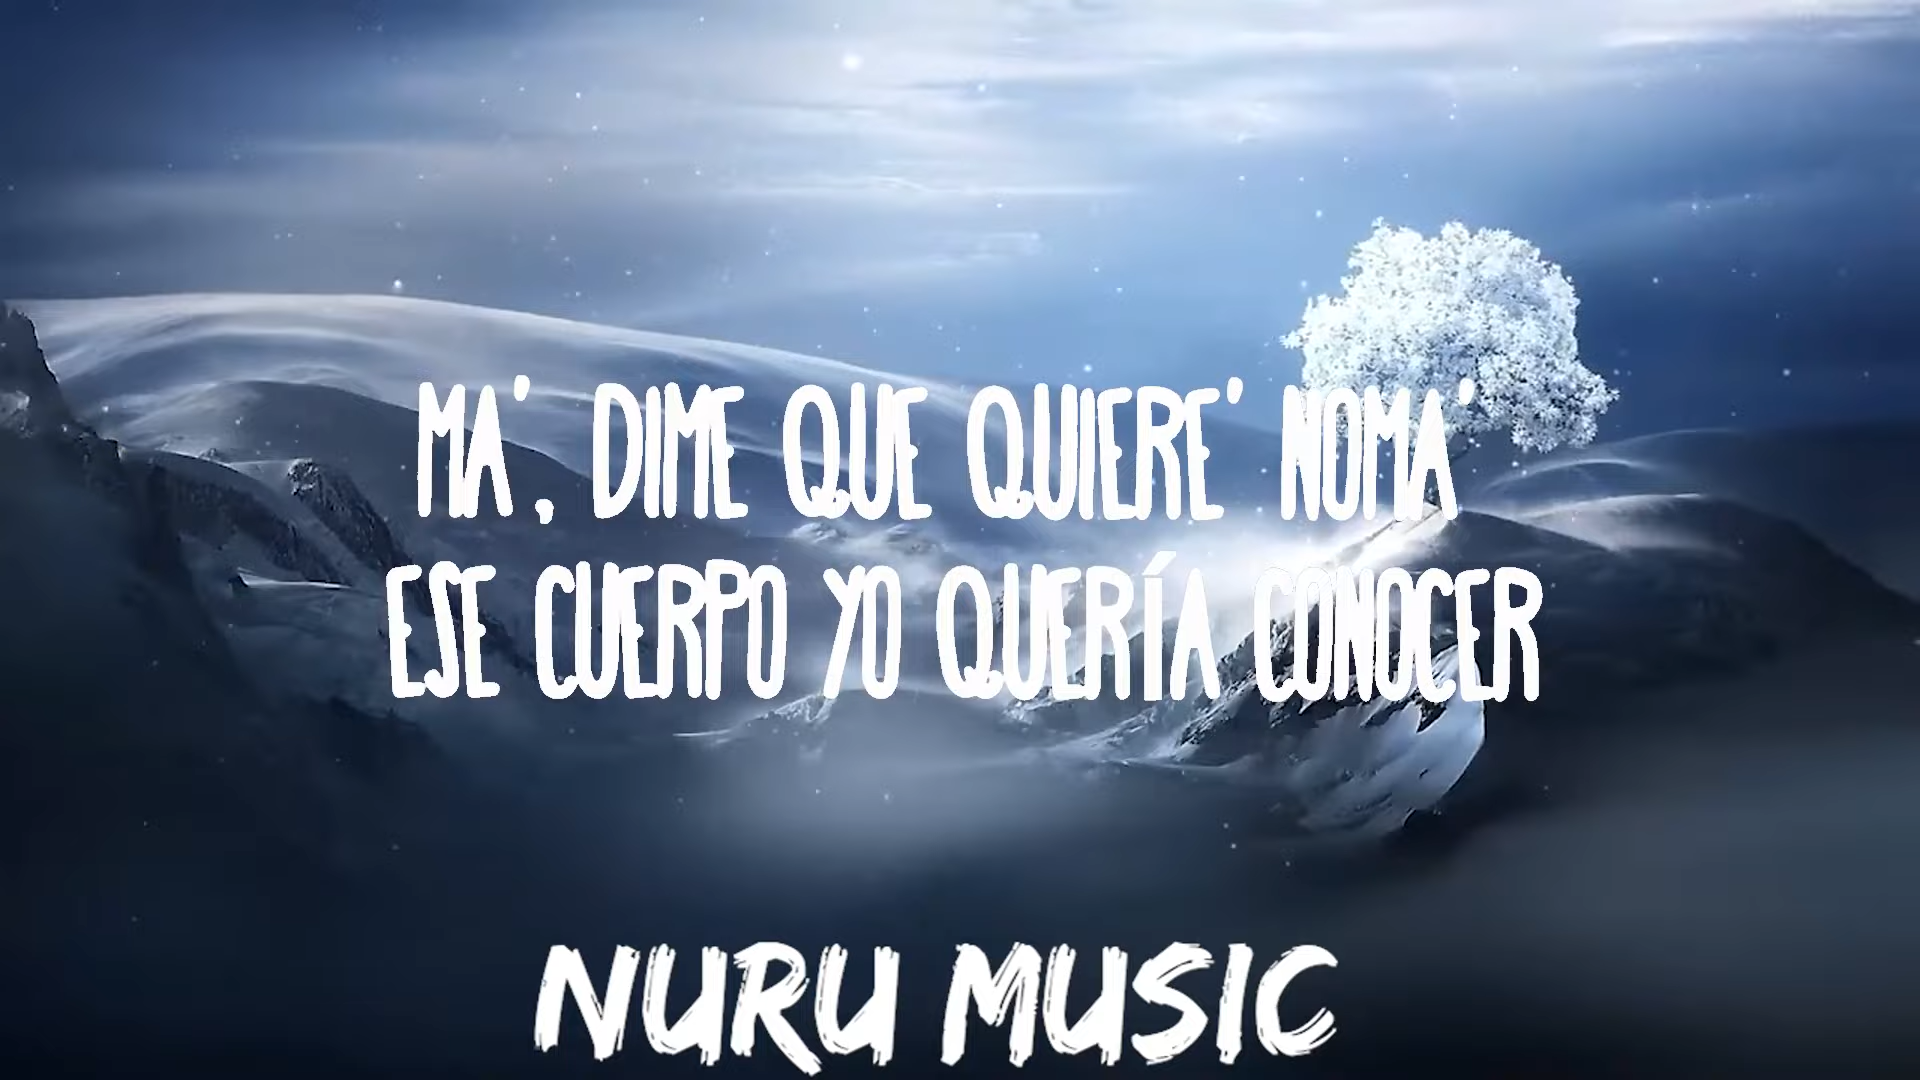 MA', DIME QUE QUIERE' NOMA'
ESE CUERPO YO QUERÍA CONOCER
NURU MUSIC